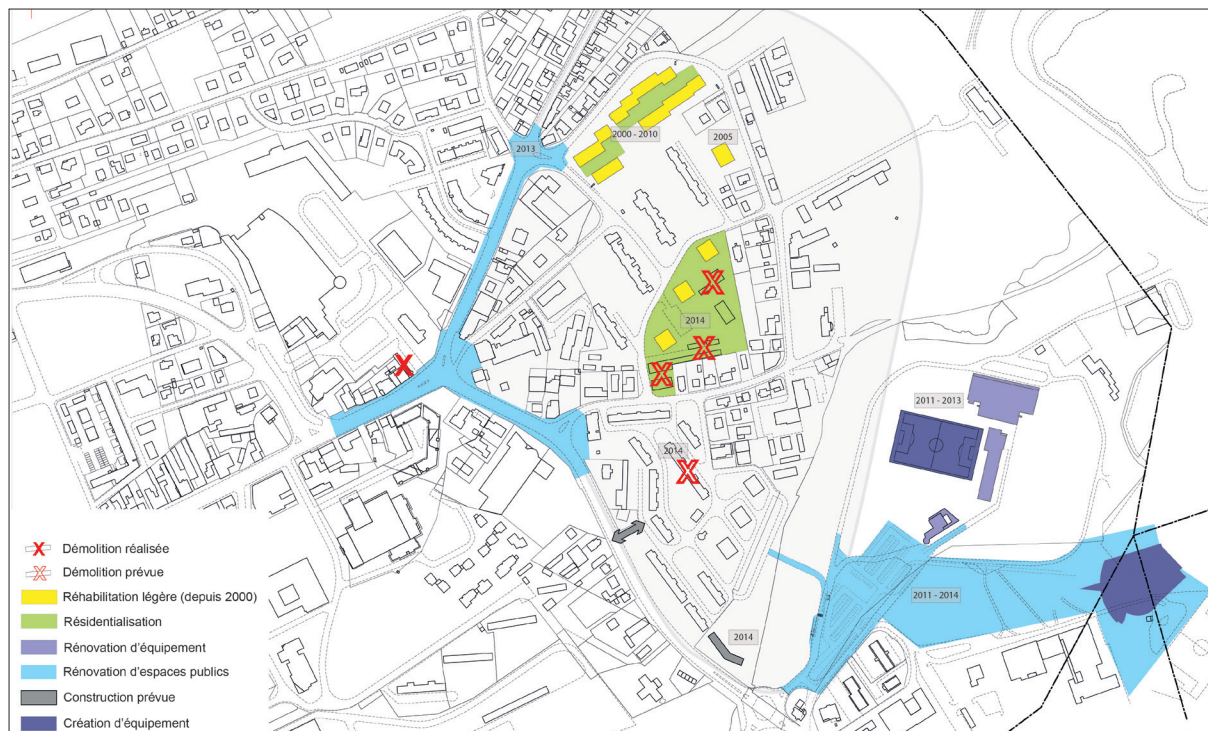 2000 - 2010
2005
2013
2014
2011 - 2013
2014
2011 - 2014
2014
Démolition réalisée
Démolition prévue
Réhabilitation légère (depuis 2000)
Résidentialisation
Rénovation d'équipement
Rénovation d'espaces publics
Construction prévue
Création d'équipement